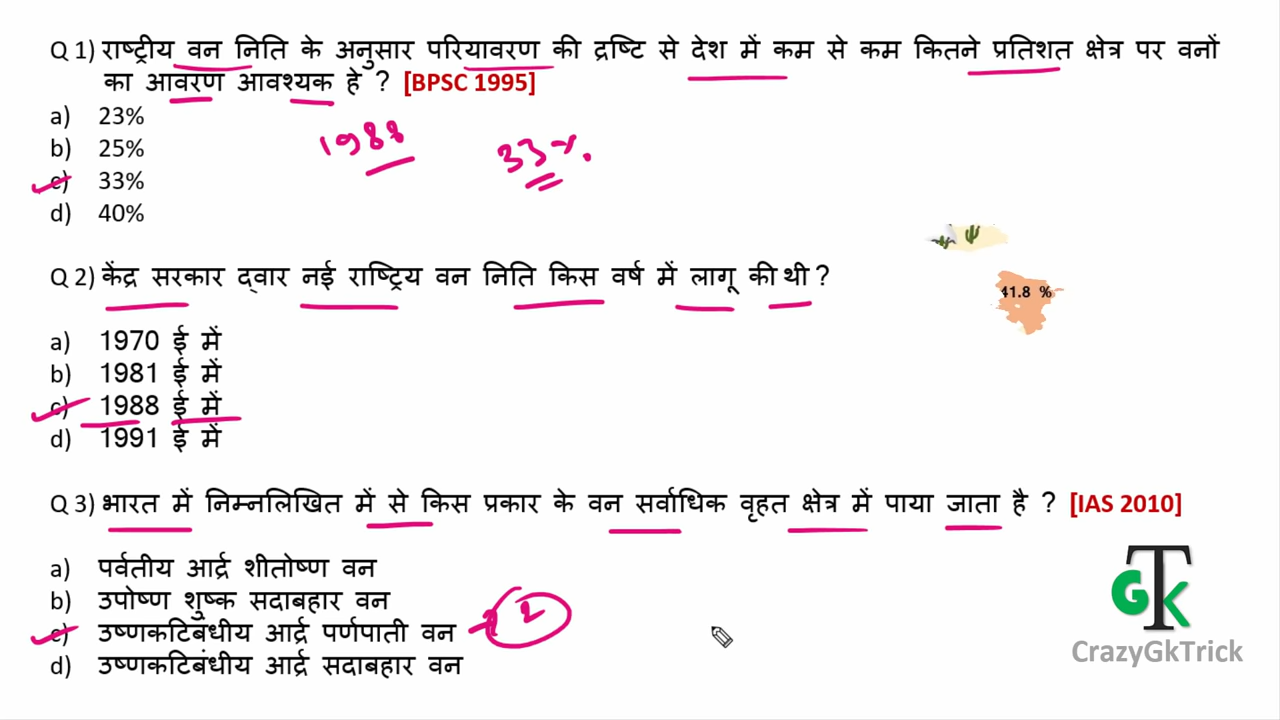 Q 1) राष्ट्रीय वन निति के अनुसार परियावरण की द्रष्टि से देश में कम से कम कितने प्रतिशत क्षेत्र पर वनों
का आवरण आवश्यक हे ? [BPSC 1995]
a) 23%
b) 25%
c) 33%
d) 40%
1988
33%.
Q 2) केंद्र सरकार द्वार नई राष्ट्रिय वन निति किस वर्ष में लागू की थी ?
41.8 %
a) 1970 ई में
b) 1981 ई में
c) 1988 ई में
d) 1991 ई में
Q 3) भारत में निम्नलिखित में से किस प्रकार के वन सर्वाधिक वृहत क्षेत्र में पाया जाता है ? [IAS 2010]
a) पर्वतीय आर्द्र शीतोष्ण वन
b) उपोष्ण शुष्क सदाबहार वन
c) उष्णकटिबंधीय आर्द्र पर्णपाती वन
2
d) उष्णकटिबंधीय आर्द्र सदाबहार वन
GTK
CrazyGkTrick